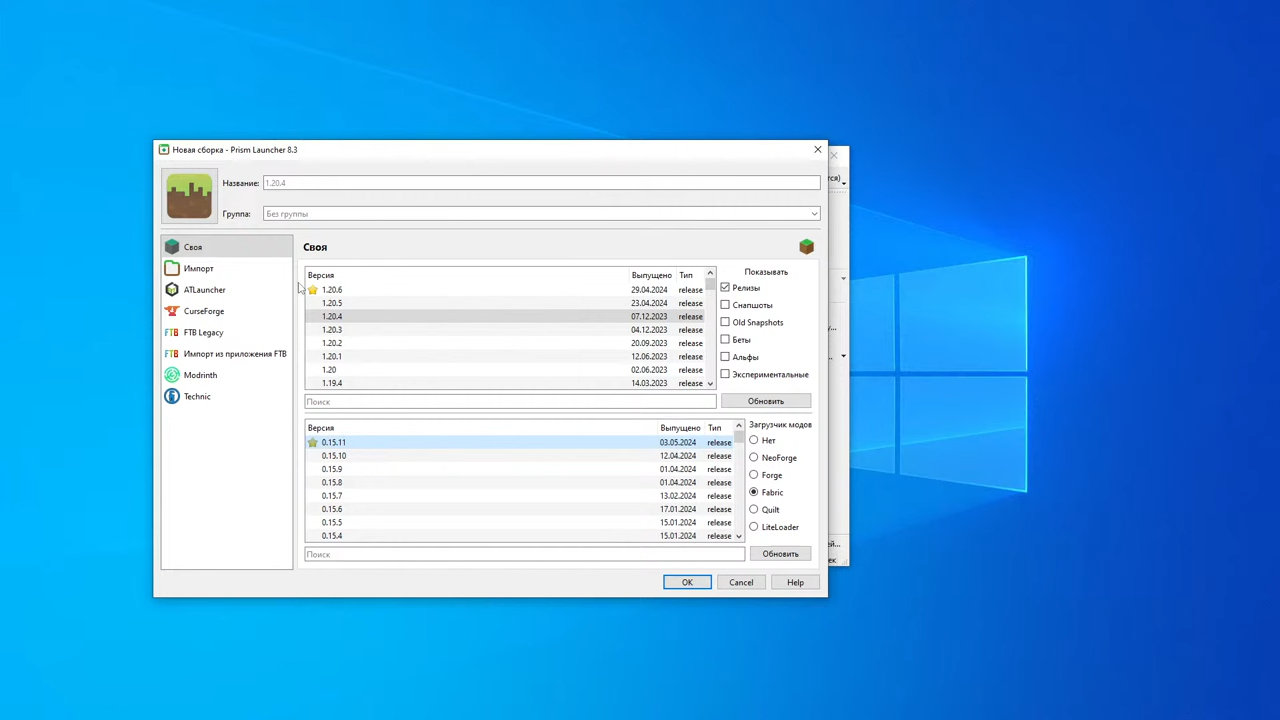 Новая сборка - Prism Launcher 8.3
тся)
Название: 1.20.4
Группа: Без группы
Своя
Импорт
ATLauncher
CurseForge
FTB Legacy
Импорт из приложения FTB
Modrinth
Technic
Своя
Версия Выпущено Тип
1.20.6 29.04.2024 release
1.20.5 23.04.2024 release
1.20.4 07.12.2023 release
1.20.3 04.12.2023 release
1.20.2 20.09.2023 release
1.20.1 12.06.2023 release
1.20 02.06.2023 release
1.19.4 14.03.2023 release
Поиск
Показывать
Релизы
Снапшоты
Old Snapshots
Беты
Альфы
Экспериментальные
Обновить
Версия Выпущено Тип
0.15.11 03.05.2024 release
0.15.10 12.04.2024 release
0.15.9 01.04.2024 release
0.15.8 01.04.2024 release
0.15.7 13.02.2024 release
0.15.6 17.01.2024 release
0.15.5 15.01.2024 release
0.15.4 15.01.2024 release
Поиск
Загрузчик модов
Нет
NeoForge
Forge
Fabric
Quilt
LiteLoader
Обновить
ей...
ек
OK Cancel Help